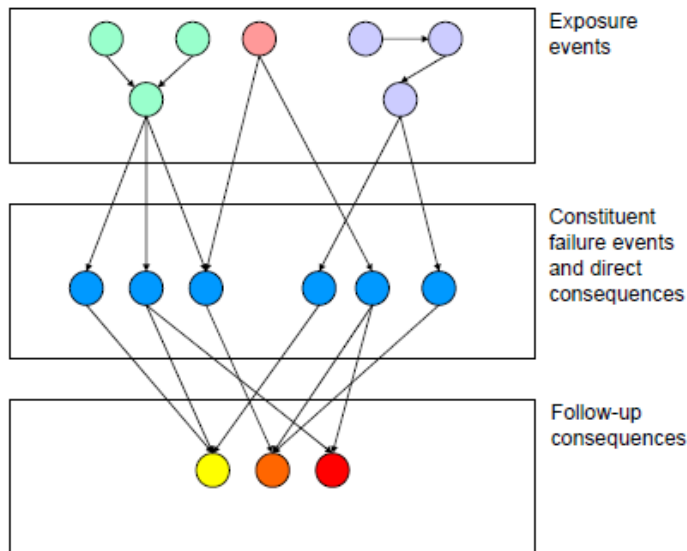 Exposure
events
Constituent
failure events
and direct
consequences
Follow-up
consequences